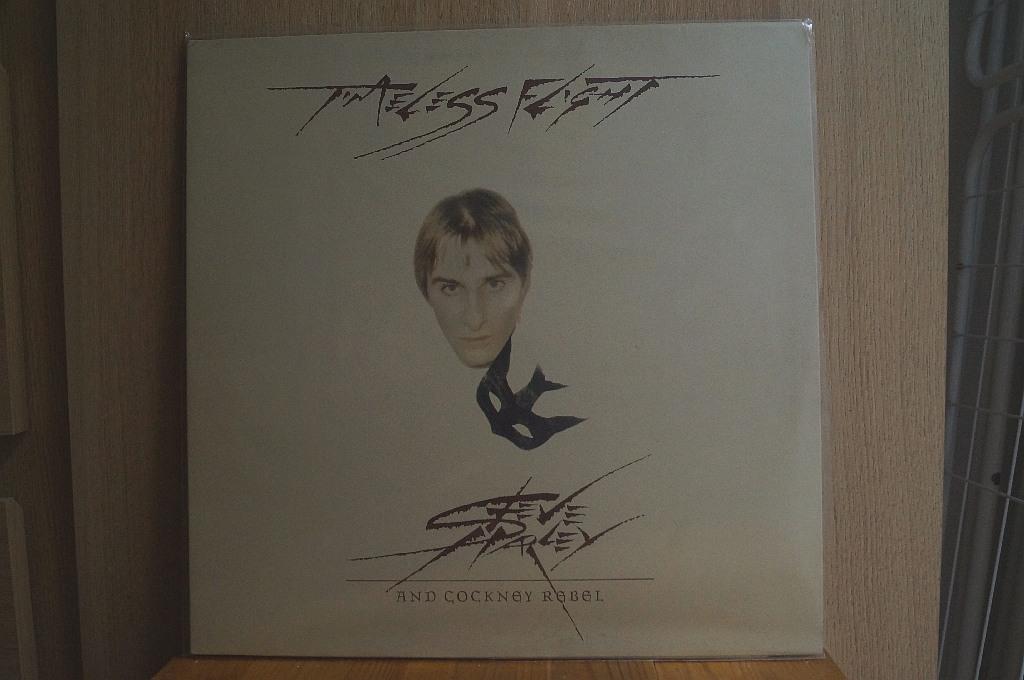 TIMELESS FLIGHT
STEVE
HARLEY
AND COCKNEY REBEL